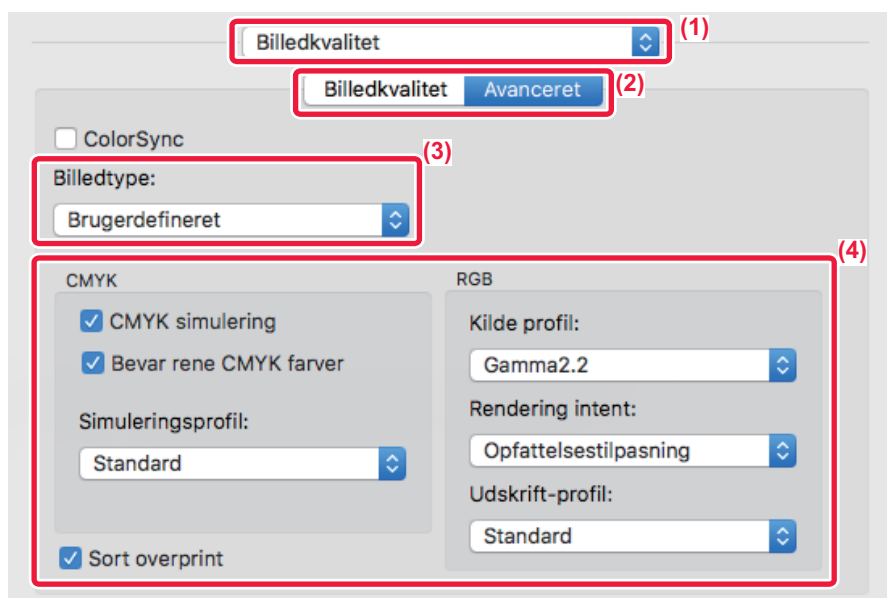 Billedkvalitet
(1)
Billedkvalitet Avanceret
(2)
ColorSync
(3)
Billedtype:
Brugerdefineret
(4)
CMYK
CMYK simulering
Bevar rene CMYK farver
Simuleringsprofil:
Standard
Sort overprint
RGB
Kilde profil:
Gamma2.2
Rendering intent:
Opfattelsestilpasning
Udskrift-profil:
Standard